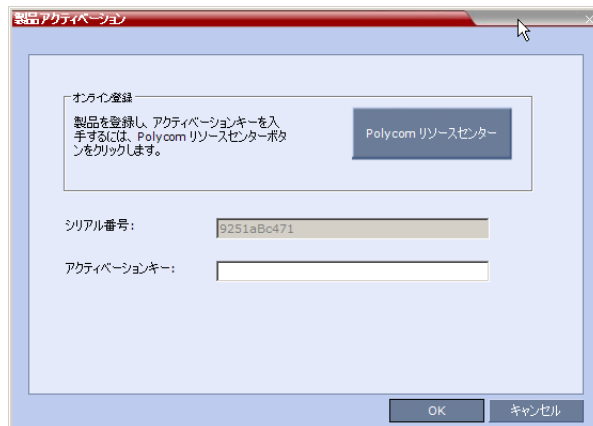 製品アクティベーション
オンライン登録
製品を登録し、アクティベーションキーを入
手するには、Polycom リソースセンターボタ
ンをクリックします。
Polycom リソースセンター
シリアル番号:
9251aBc471
アクティベーションキー:
OK
キャンセル